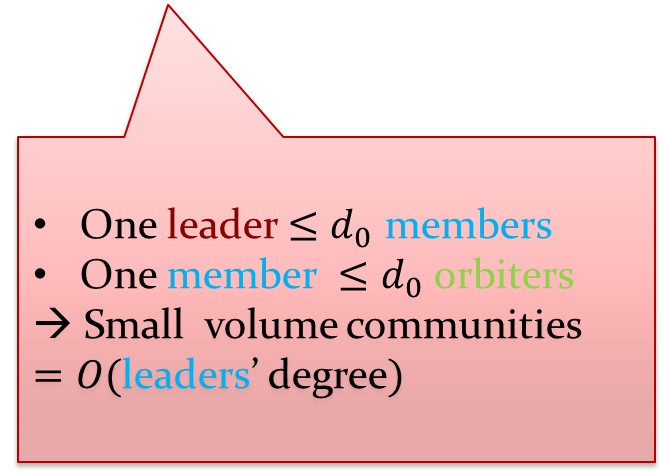 • One leader ≤ d₀ members
• One member ≤ d₀ orbiters
→ Small volume communities
= O(leaders’ degree)